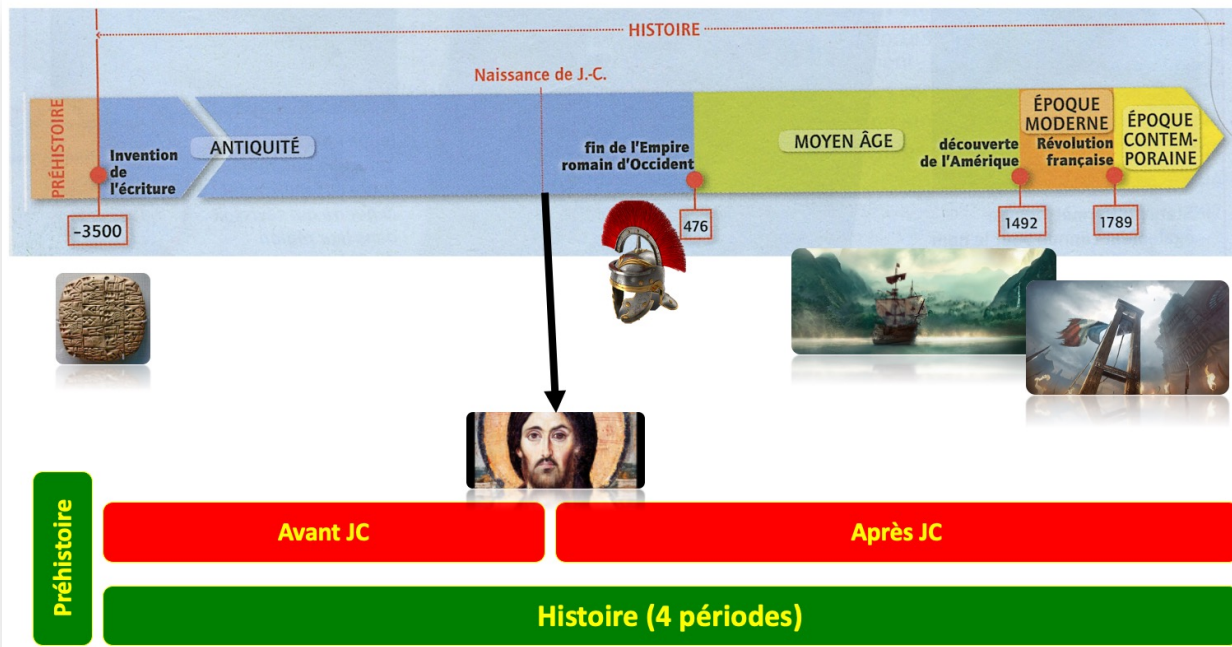 HISTOIRE
Naissance de J.-C.
PRÉHISTOIRE
Invention
de
l'écriture
ANTIQUITÉ
fin de l'Empire
romain d'Occident
MOYEN ÂGE
découverte
de l'Amérique
ÉPOQUE
MODERNE
Révolution
française
ÉPOQUE
CONTEM-
PORAINE
-3500
476
1492
1789
Préhistoire
Avant JC
Après JC
Histoire (4 périodes)